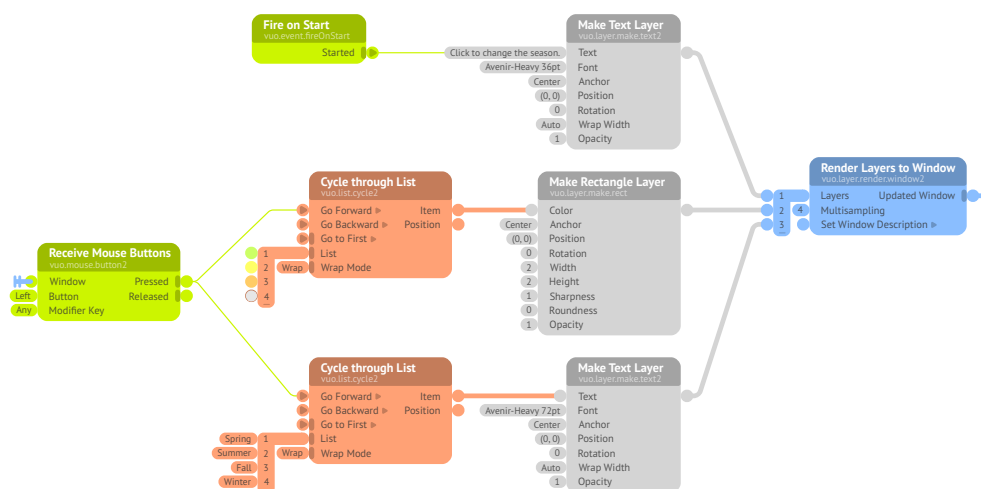 Fire on Start
vuo.event.fireOnStart
Started
Make Text Layer
vuo.layer.make.text2
Click to change the season. Text
Avenir-Heavy 36pt Font
Center Anchor
(0, 0) Position
0 Rotation
Auto Wrap Width
1 Opacity
Receive Mouse Buttons
vuo.mouse.button2
Window Pressed
Left Button Released
Any Modifier Key
Cycle through List
vuo.list.cycle2
Go Forward Item
Go Backward Position
Go to First
1 List
2 Wrap Wrap Mode
3
4
Make Rectangle Layer
vuo.layer.make.rect
Color
Center Anchor
(0, 0) Position
0 Rotation
2 Width
2 Height
1 Sharpness
0 Roundness
1 Opacity
Render Layers to Window
vuo.layer.render.window2
1 Layers Updated Window
2 4 Multisampling
3 Set Window Description
Cycle through List
vuo.list.cycle2
Go Forward Item
Go Backward Position
Go to First
Spring 1 List
Summer 2 Wrap Wrap Mode
Fall 3
Winter 4
Make Text Layer
vuo.layer.make.text2
Text
Avenir-Heavy 72pt Font
Center Anchor
(0, 0) Position
0 Rotation
Auto Wrap Width
1 Opacity